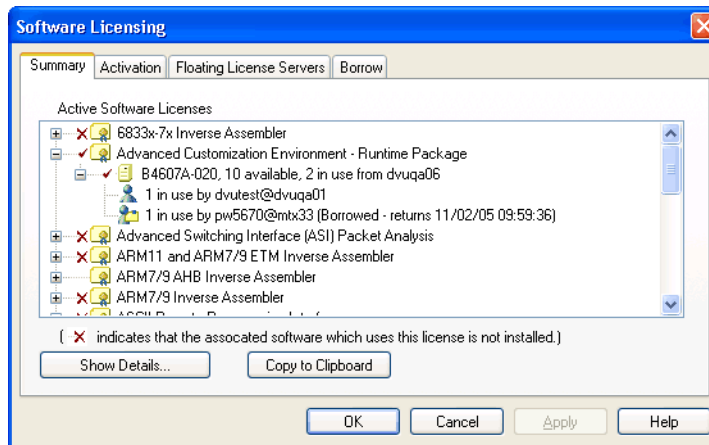 Software Licensing
Summary Activation Floating License Servers Borrow
Active Software Licenses
6833x-7x Inverse Assembler
Advanced Customization Environment - Runtime Package
B4607A-020, 10 available, 2 in use from dvuqa06
1 in use by dvutest@dvuqa01
1 in use by pw5670@mtx33 (Borrowed - returns 11/02/05 09:59:36)
Advanced Switching Interface (ASI) Packet Analysis
ARM11 and ARM7/9 ETM Inverse Assembler
ARM7/9 AHB Inverse Assembler
ARM7/9 Inverse Assembler
( X indicates that the assocated software which uses this license is not installed.)
Show Details... Copy to Clipboard
OK Cancel Apply Help